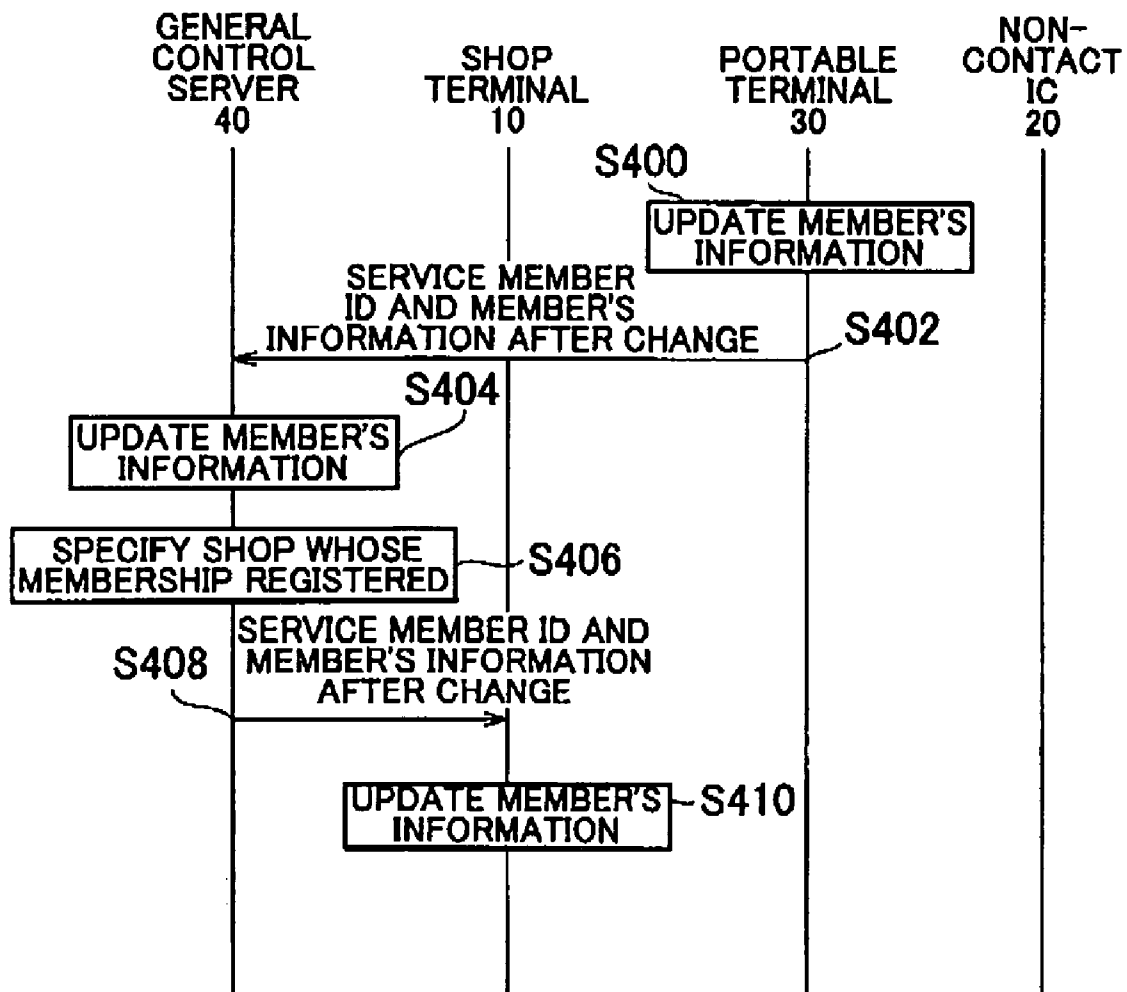 GENERAL
CONTROL
SERVER
40
SHOP
TERMINAL
10
PORTABLE
TERMINAL
30
NON-
CONTACT
IC
20
S400
UPDATE MEMBER'S
INFORMATION
SERVICE MEMBER
ID AND MEMBER'S
INFORMATION AFTER CHANGE
S402
S404
UPDATE MEMBER'S
INFORMATION
SPECIFY SHOP WHOSE
MEMBERSHIP REGISTERED
S406
SERVICE MEMBER ID AND
MEMBER'S INFORMATION
AFTER CHANGE
S408
UPDATE MEMBER'S
INFORMATION
S410